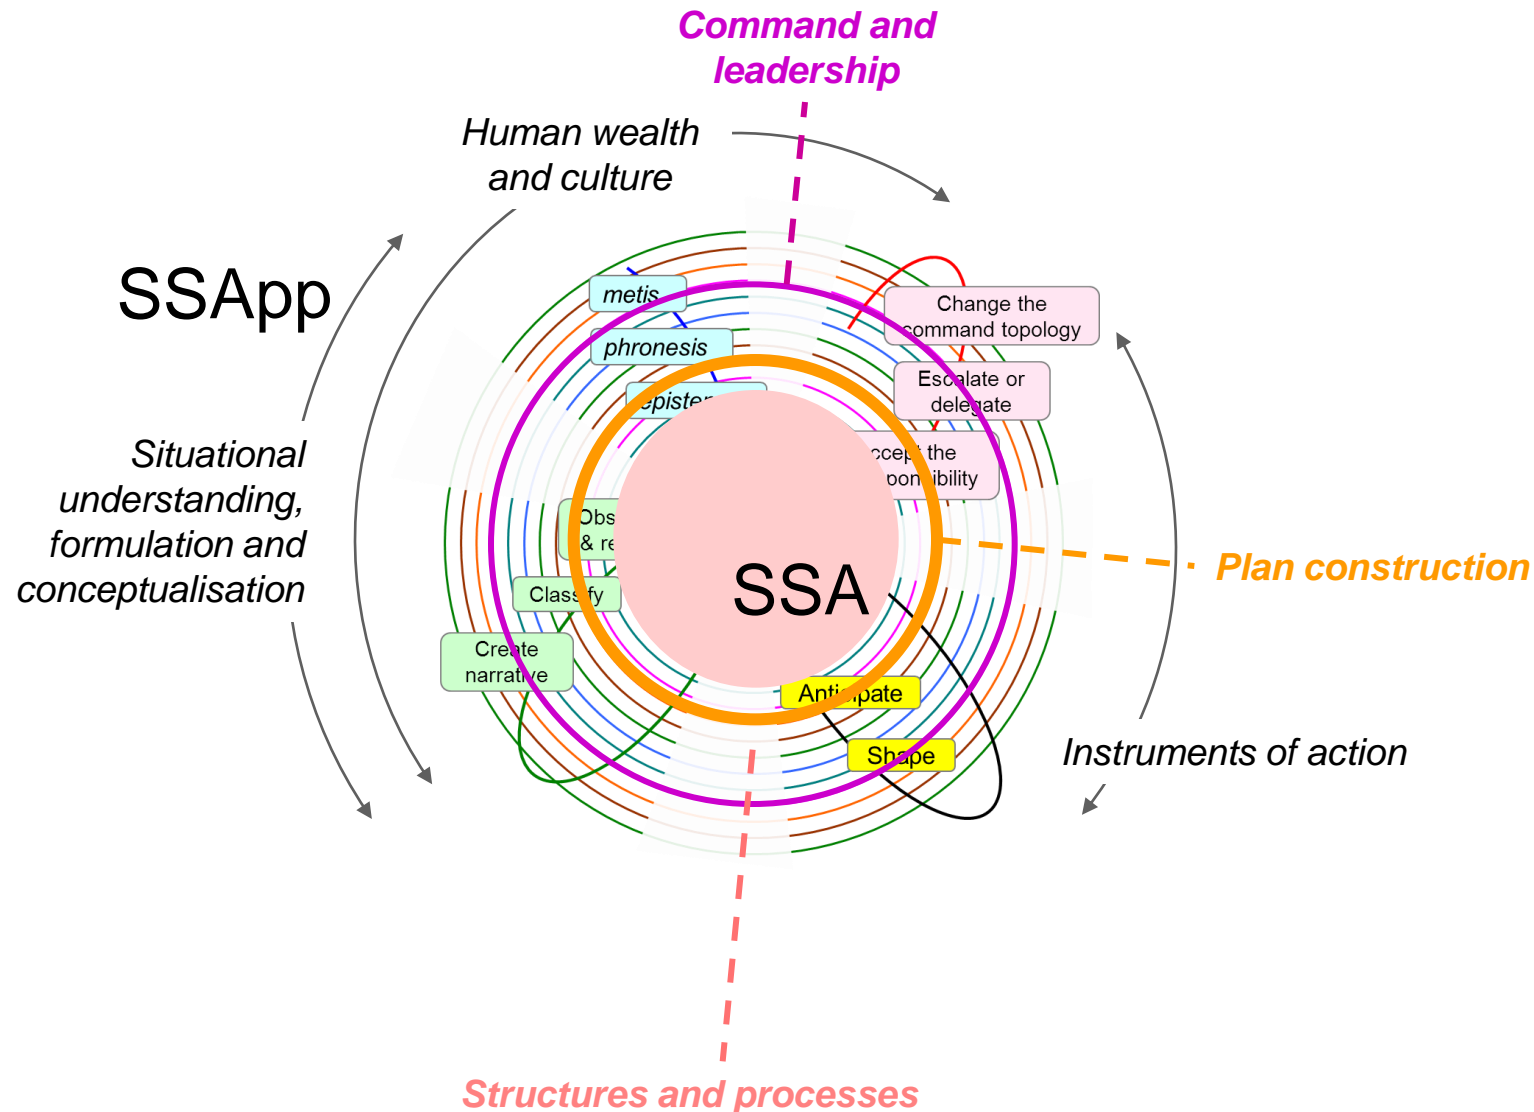 Command and
leadership
Human wealth
and culture
SSApp
metis
phronesis
Change the
command topology
Escalate or
delegate
the
Situational
understanding,
formulation and
conceptualisation
&
Classify
Create
narrative
SSA
Plan construction
Anticipate
Shape
Instruments of action
Structures and processes